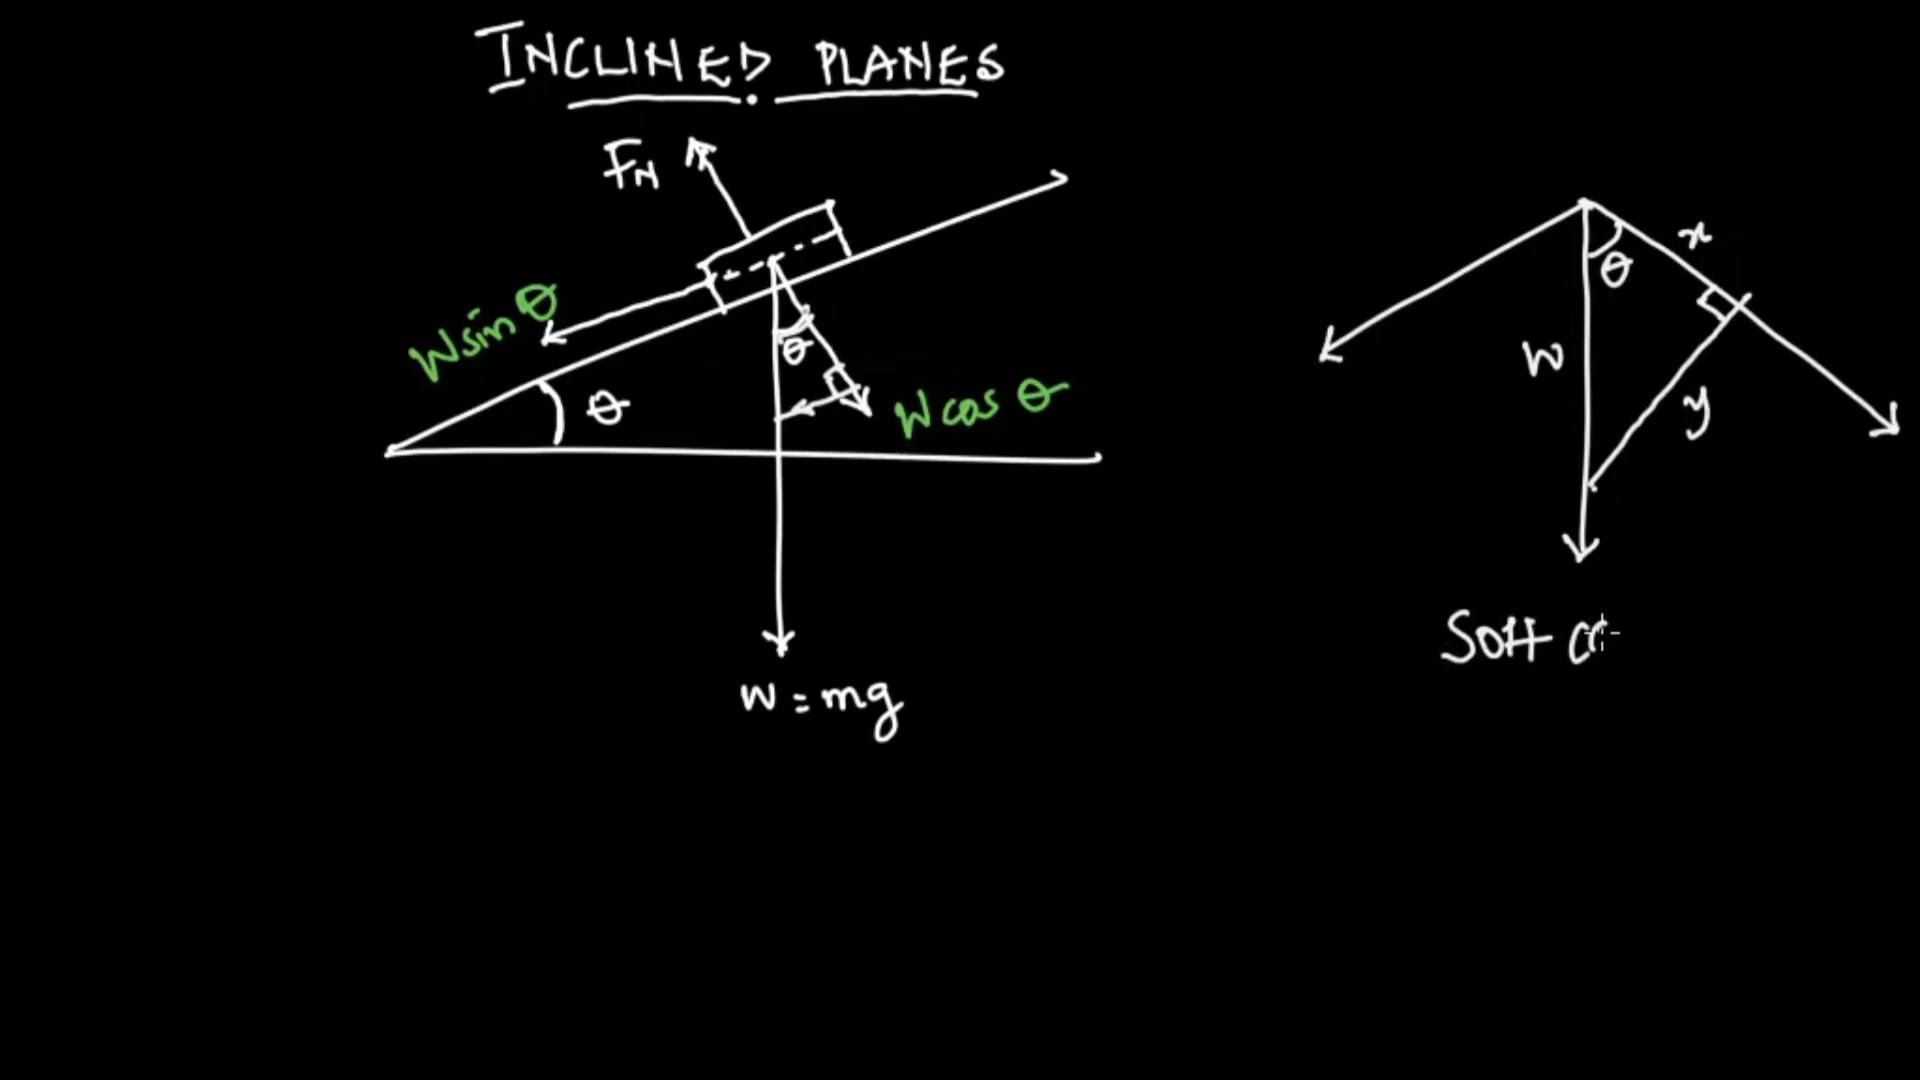 INCLINED PLANES
FN
W sin θ
θ
θ
W cos θ
W = mg
x
θ
W
y
SOH C